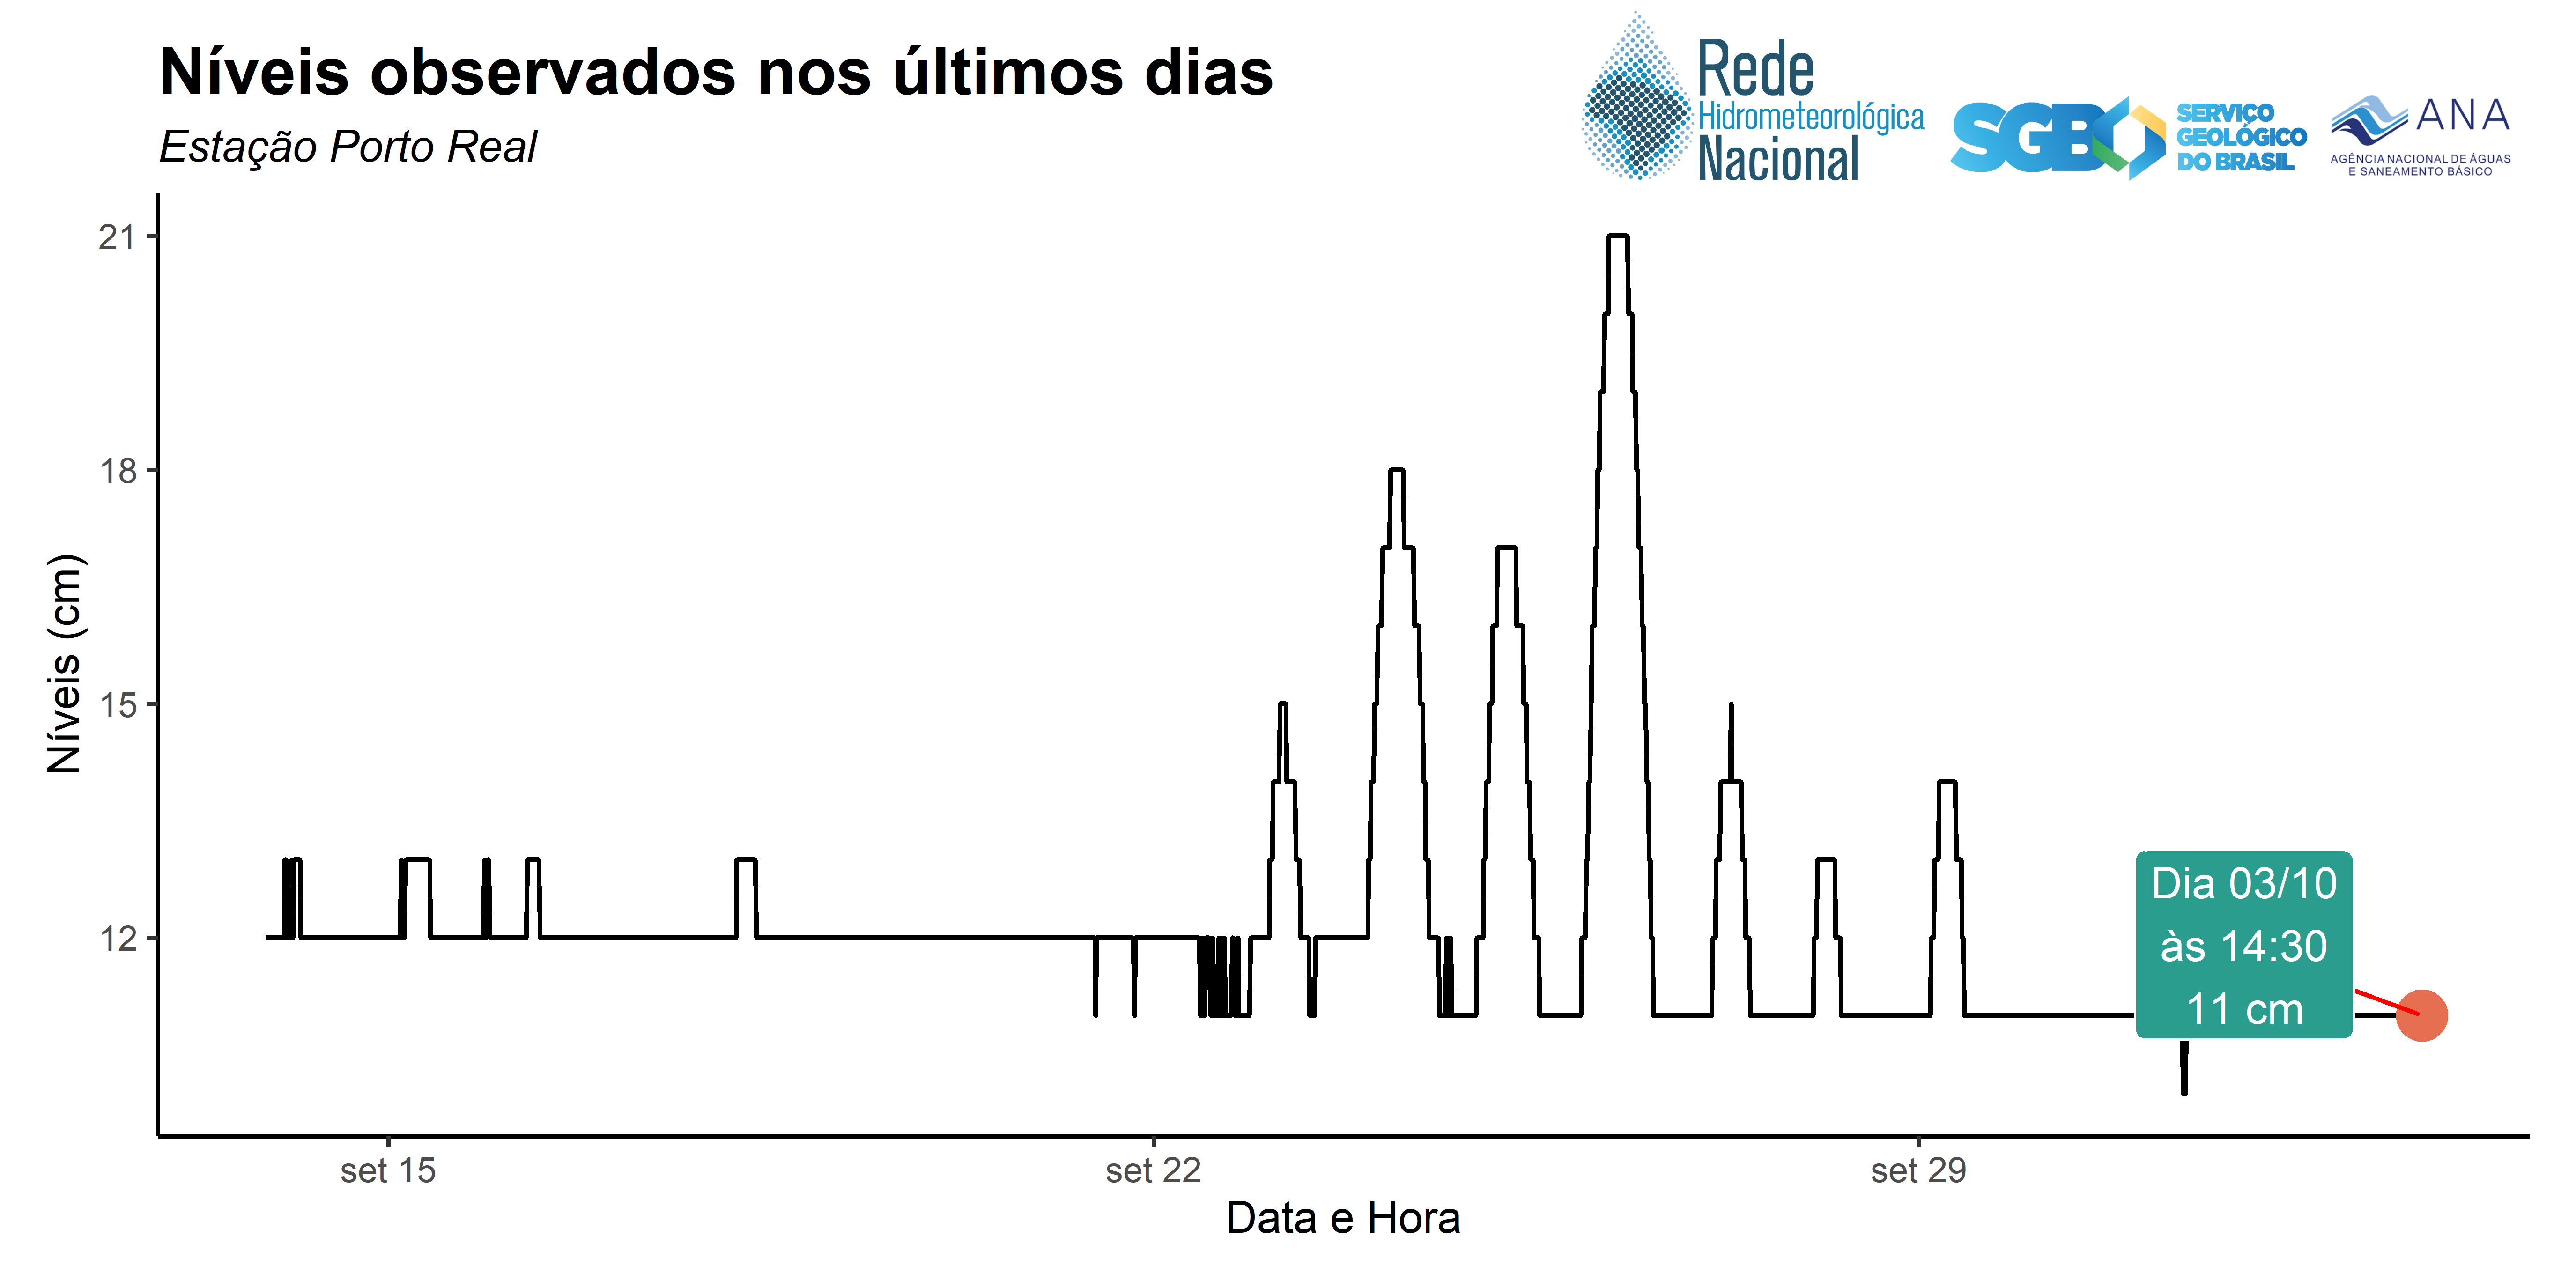 Níveis observados nos últimos dias
Estação Porto Real
Rede
Hidrometeorológica
Nacional
SGB
SERVIÇO
GEOLÓGICO
DO BRASIL
ANA
AGÊNCIA NACIONAL DE ÁGUAS
E SANEAMENTO BÁSICO
Níveis (cm)
21
18
15
12
Dia 03/10
às 14:30
11 cm
set 15
set 22
set 29
Data e Hora